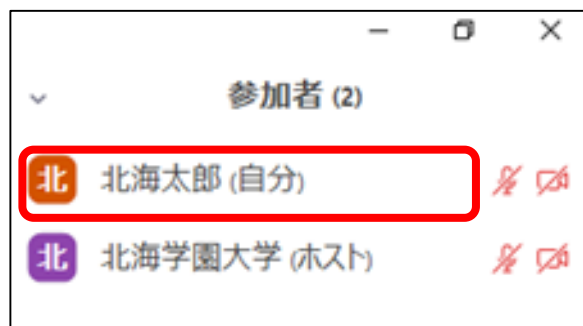 参加者 (2)
北 北海太郎 (自分)
北 北海学園大学 (ホスト)